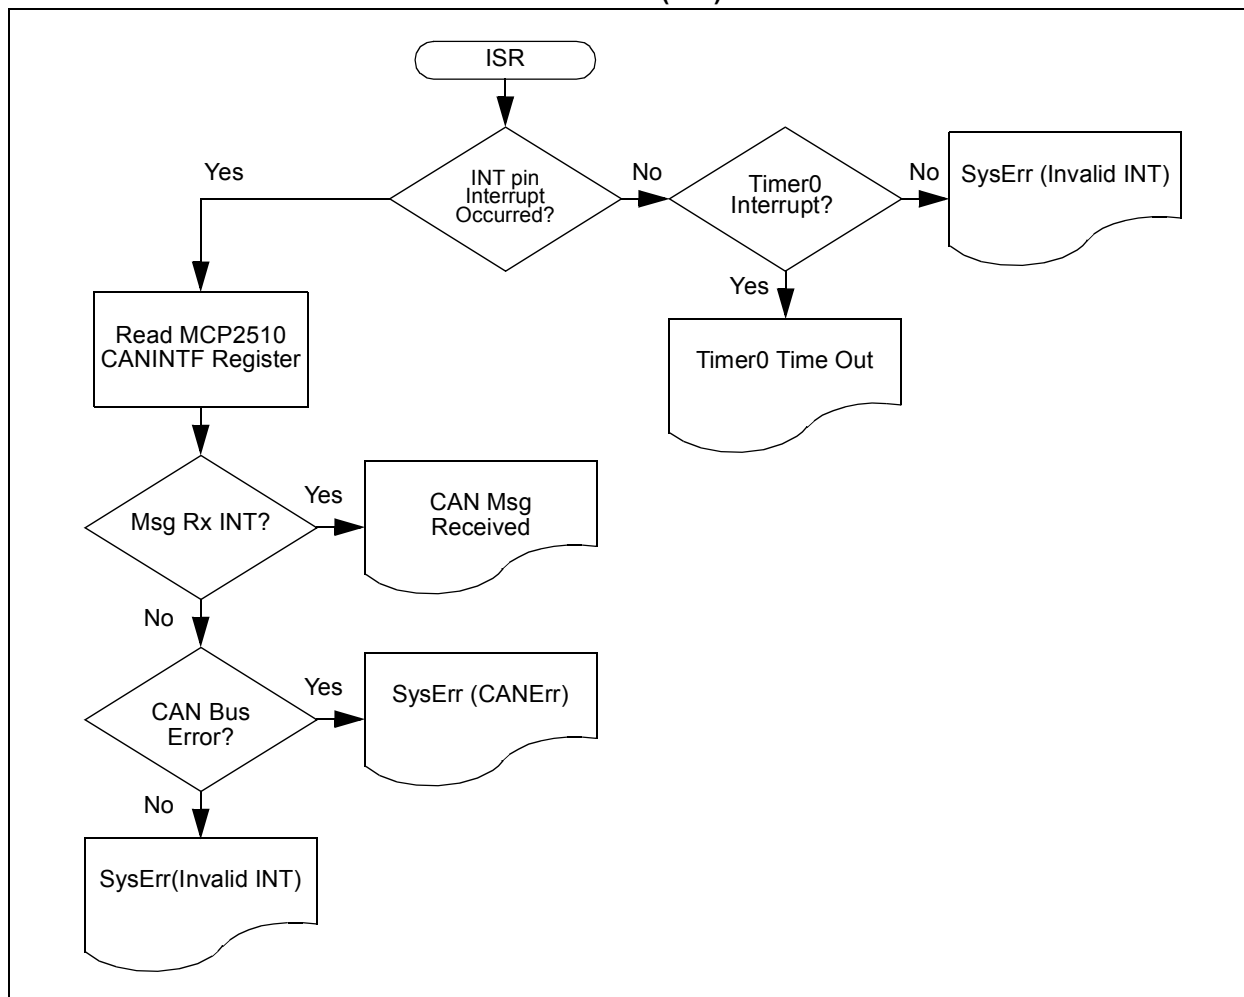 ISR
INT pin
Interrupt
Occurred?
Yes
No
Timer0
Interrupt?
No
SysErr (Invalid INT)
Yes
Timer0 Time Out
Read MCP2510
CANINTF Register
Msg Rx INT?
Yes
CAN Msg
Received
No
CAN Bus
Error?
Yes
SysErr (CANErr)
No
SysErr(Invalid INT)